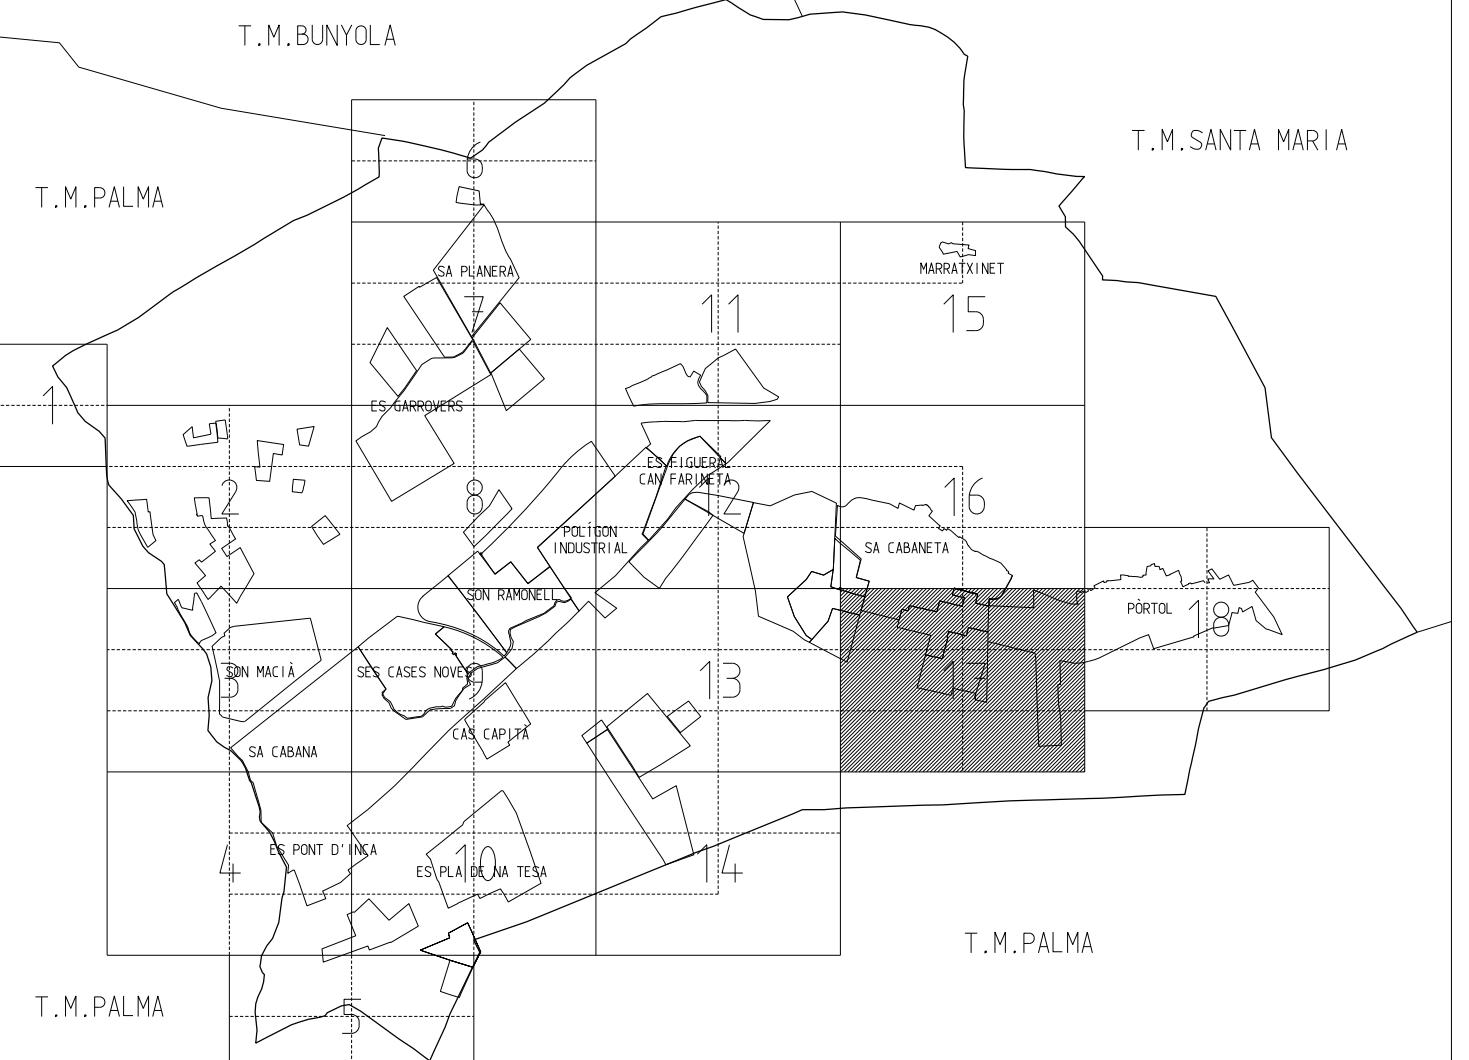 T.M.BUNYOLA
T.M.SANTA MARIA
6
T.M.PALMA
MARRATXINET
SA PLANERA
7
11
15
1
ES GARROVERS
ES FIGUERAL
CAN FARINETA
2
8
12
16
POLÍGON
INDUSTRIAL
SA CABANETA
SON RAMONELL
PÒRTOL
18
SON MACIÀ
3
SES CASES NOVES
9
13
17
CAS CAPITÀ
SA CABANA
ES PONT D'INCA
4
10
14
ES PLA DE NA TESA
T.M.PALMA
T.M.PALMA
5